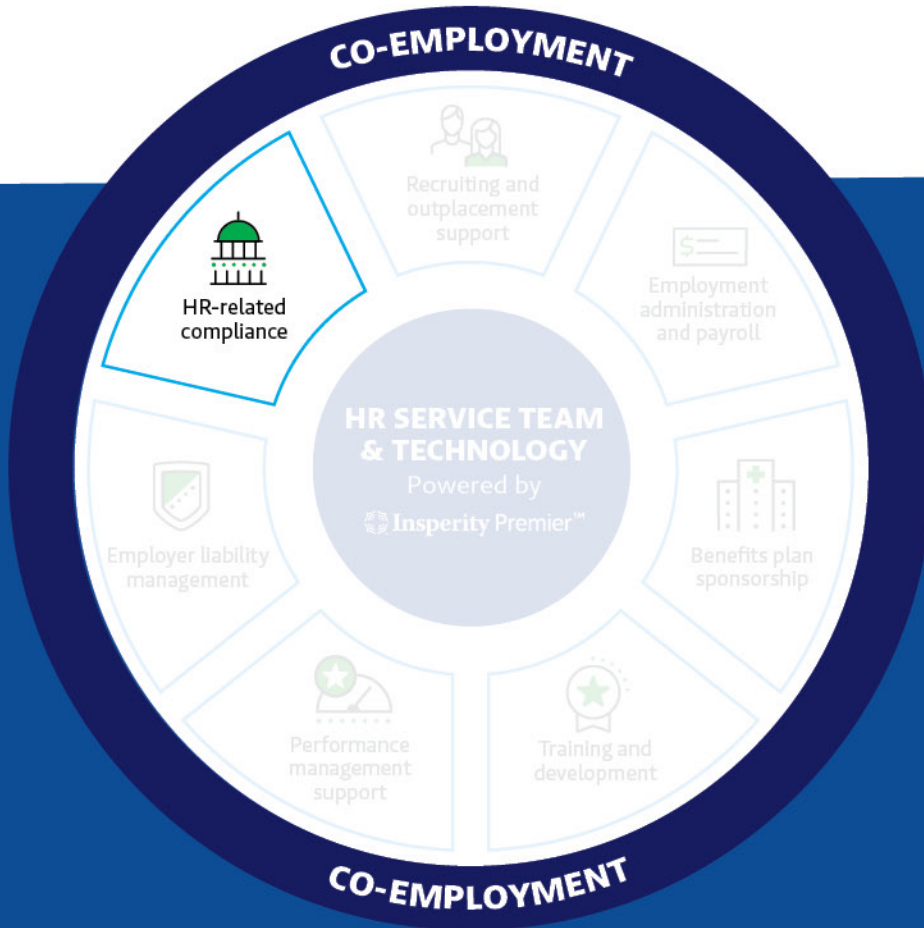 CO-EMPLOYMENT
Recruiting and
outplacement
support
$
Employment
administration
and payroll
Benefits plan
sponsorship
Training and
development
Performance
management
support
Employer liability
management
HR-related
compliance
HR SERVICE TEAM
& TECHNOLOGY
Powered by
Insperity Premier™
CO-EMPLOYMENT